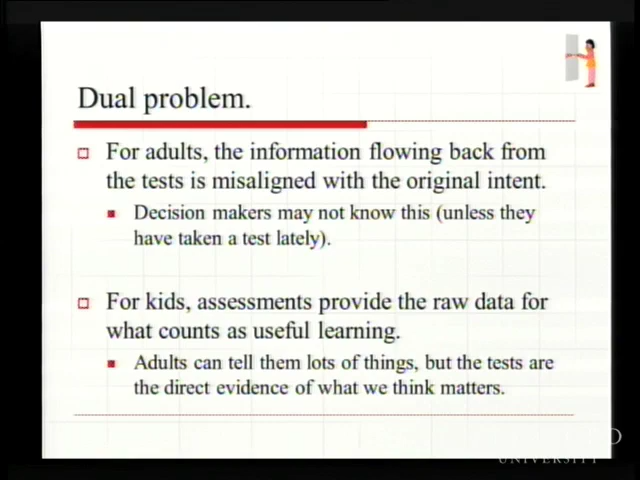 Dual problem.
For adults, the information flowing back from
the tests is misaligned with the original intent.
Decision makers may not know this (unless they
have taken a test lately).
For kids, assessments provide the raw data for
what counts as useful learning.
Adults can tell them lots of things, but the tests are
the direct evidence of what we think matters.
UNIVERSITY